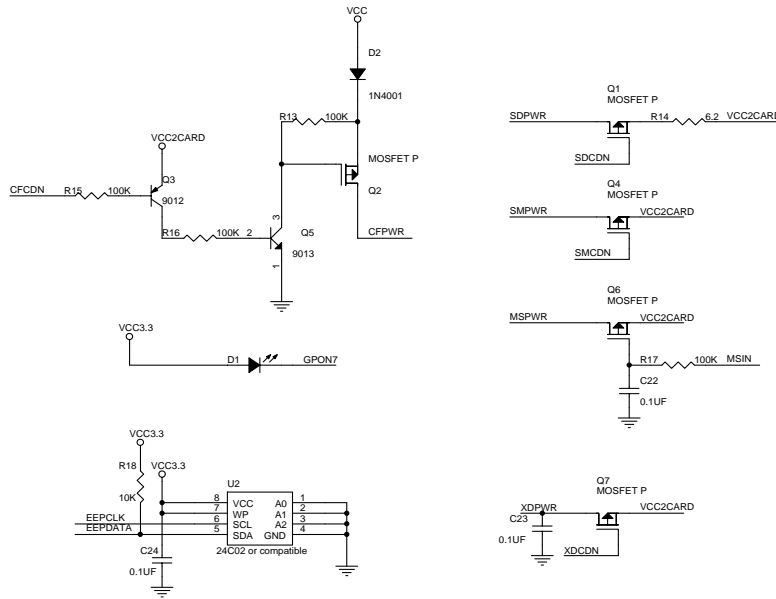 VCC
D2
1N4001
R13 100K
VCC2CARD
Q3
CFCDN R15 100K
9012
MOSFET P
Q2
3
R16 100K 2
Q5
9013
1
CFPWR
VCC3.3
D1 GPON7
VCC3.3
R18
VCC3.3
10K
U2
8 VCC A0 1
7 WP A1 2
EEPCLK 6 SCL A2 3
EEPDATA 5 SDA GND 4
24C02 or compatible
C24
0.1UF
Q1
MOSFET P
SDPWR R14 6.2 VCC2CARD
SDCDN
Q4
MOSFET P
SMPWR VCC2CARD
SMCDN
Q6
MOSFET P
MSPWR VCC2CARD
R17 100K MSIN
C22
0.1UF
Q7
MOSFET P
XDPWR VCC2CARD
C23
0.1UF
XDCDN